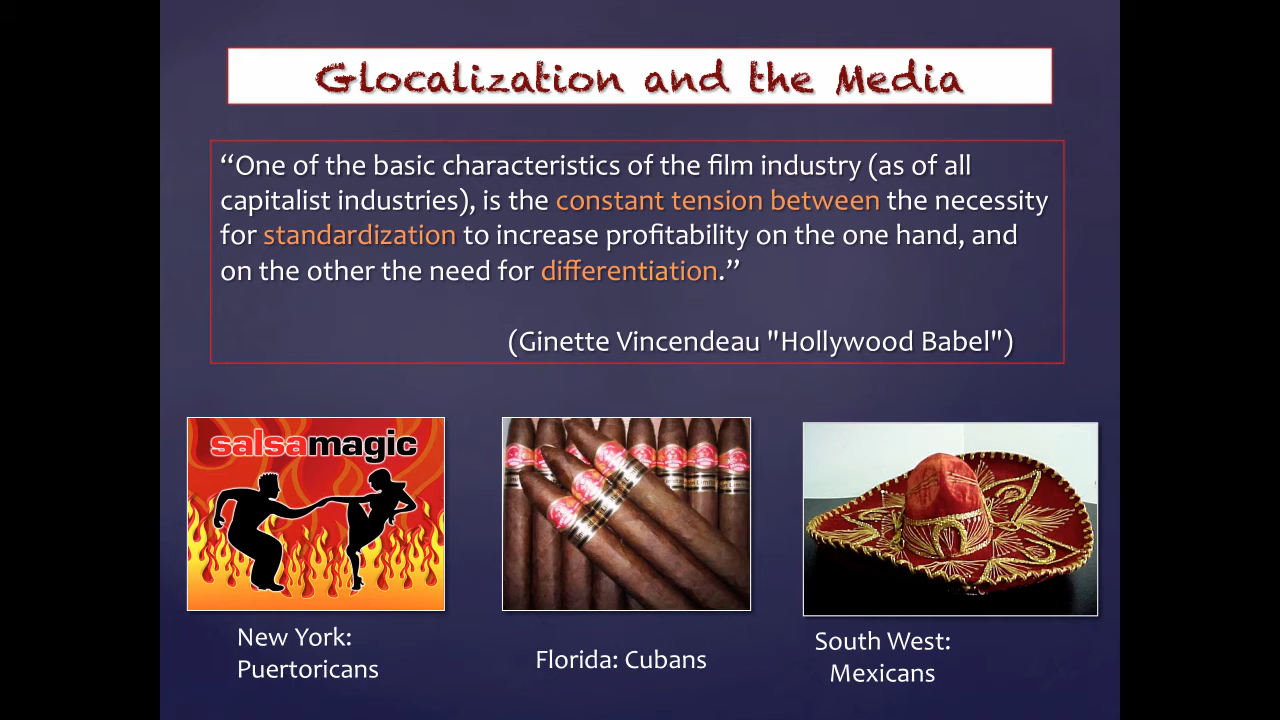 Glocalization and the Media
“One of the basic characteristics of the film industry (as of all
capitalist industries), is the constant tension between the necessity
for standardization to increase profitability on the one hand, and
on the other the need for differentiation.”
(Ginette Vincendeau "Hollywood Babel")
salsamagic
New York:
Puertoricans
Florida: Cubans
South West:
Mexicans